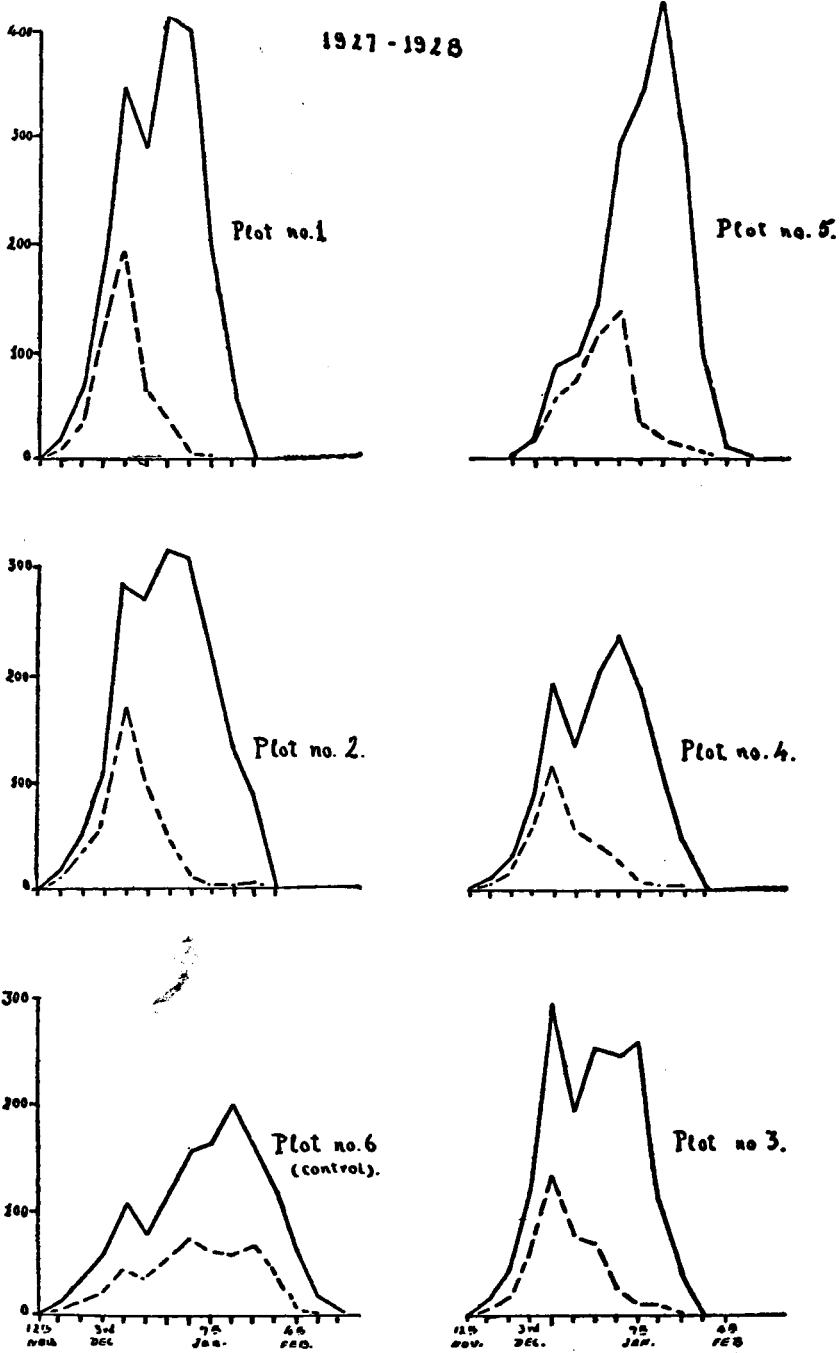 1927 - 1928
400
300
200
100
0
Plot no.1
Plot no. 5.
300
200
100
0
Plot no. 2.
Plot no. 4.
300
200
100
0
Plot no.6
(control).
Plot no 3.
3rd
DEC
JAN.
FEB.
NOV.
3rd
DEC.
JAN.
FEB